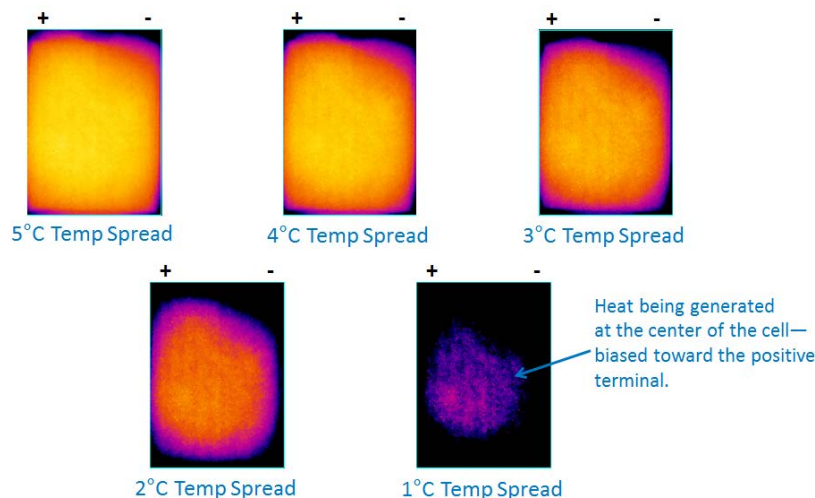 + -
+ -
+ -
5°C Temp Spread
4°C Temp Spread
3°C Temp Spread
+ -
+ -
Heat being generated
at the center of the cell—
biased toward the positive
terminal.
2°C Temp Spread
1°C Temp Spread